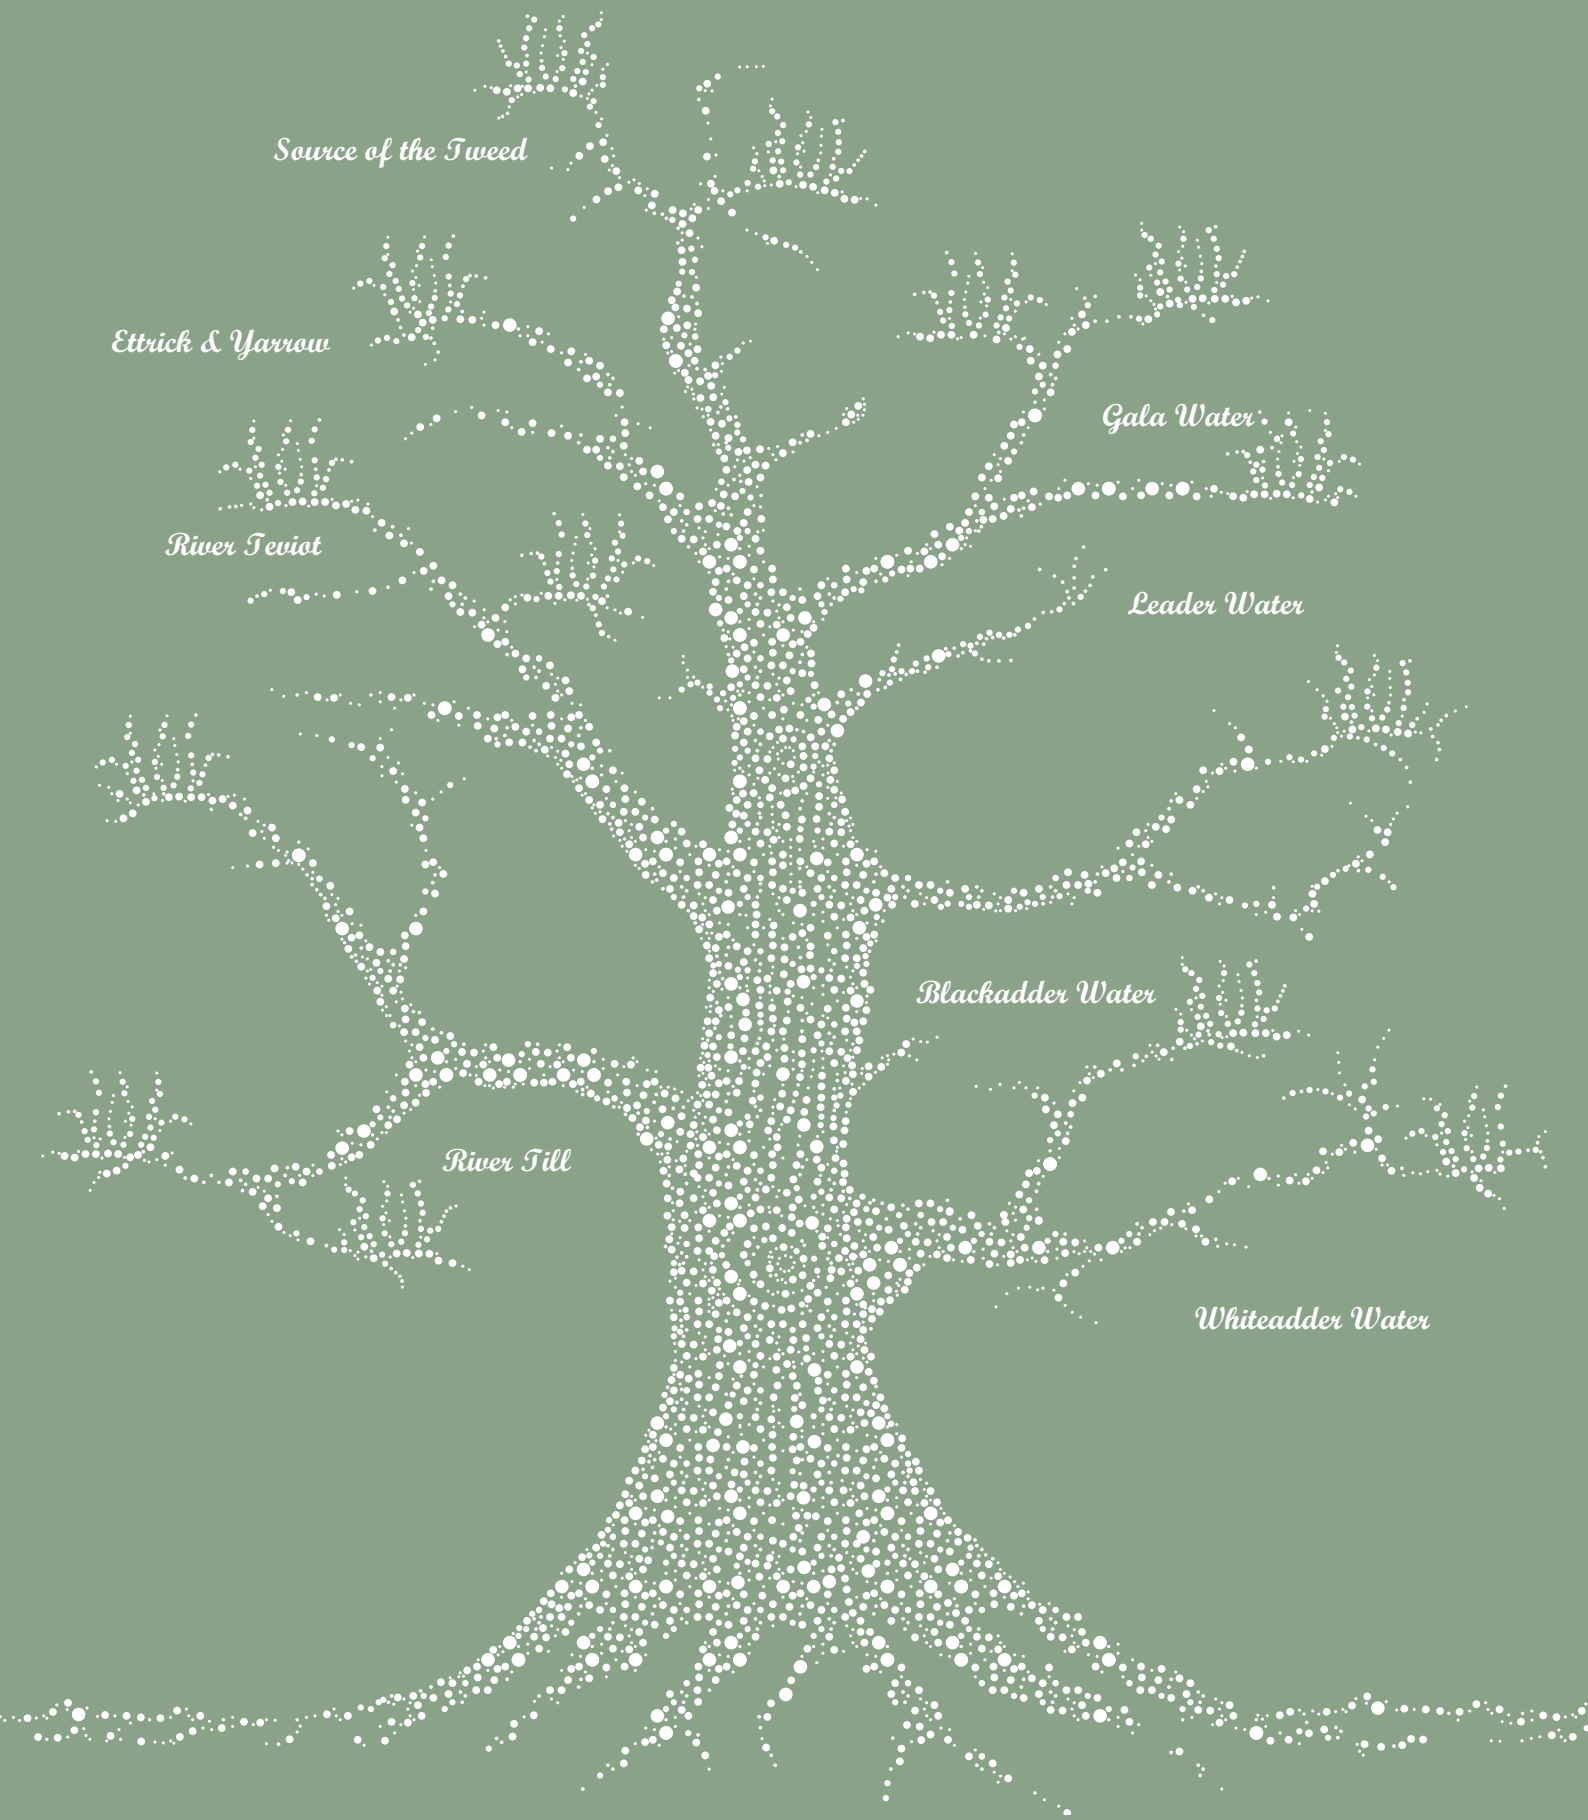 Source of the Tweed
Ettrick & Yarrow
Gala Water
River Teviot
Leader Water
Blackadder Water
River Till
Whiteadder Water